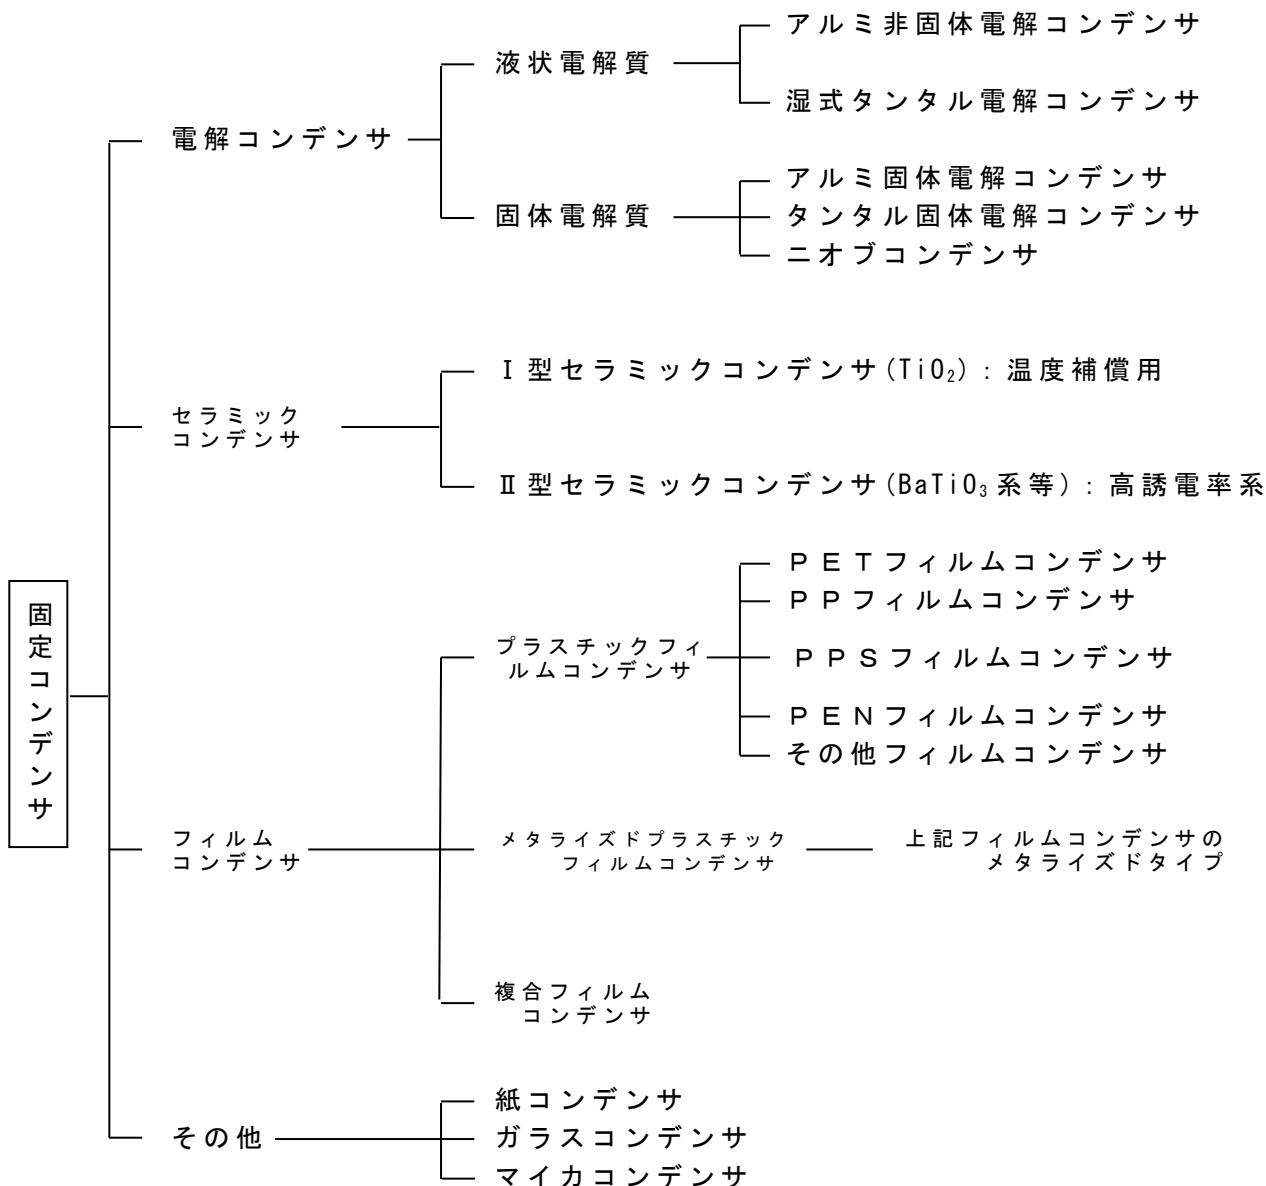 アルミ非固体電解コンデンサ
液状電解質
湿式タンタル電解コンデンサ
電解コンデンサ
アルミ固体電解コンデンサ
固体電解質
タンタル固体電解コンデンサ
ニオブコンデンサ
Ⅰ型セラミックコンデンサ(TiO₂)：温度補償用
セラミック
コンデンサ
Ⅱ型セラミックコンデンサ(BaTiO₃系等)：高誘電率系
固定コンデンサ
PETフィルムコンデンサ
PPフィルムコンデンサ
プラスチックフィ
ルムコンデンサ
PPSフィルムコンデンサ
PENフィルムコンデンサ
その他フィルムコンデンサ
フィルム
コンデンサ
メタライズドプラスチック
フィルムコンデンサ
上記フィルムコンデンサの
メタライズドタイプ
複合フィルム
コンデンサ
その他
紙コンデンサ
ガラスコンデンサ
マイカコンデンサ